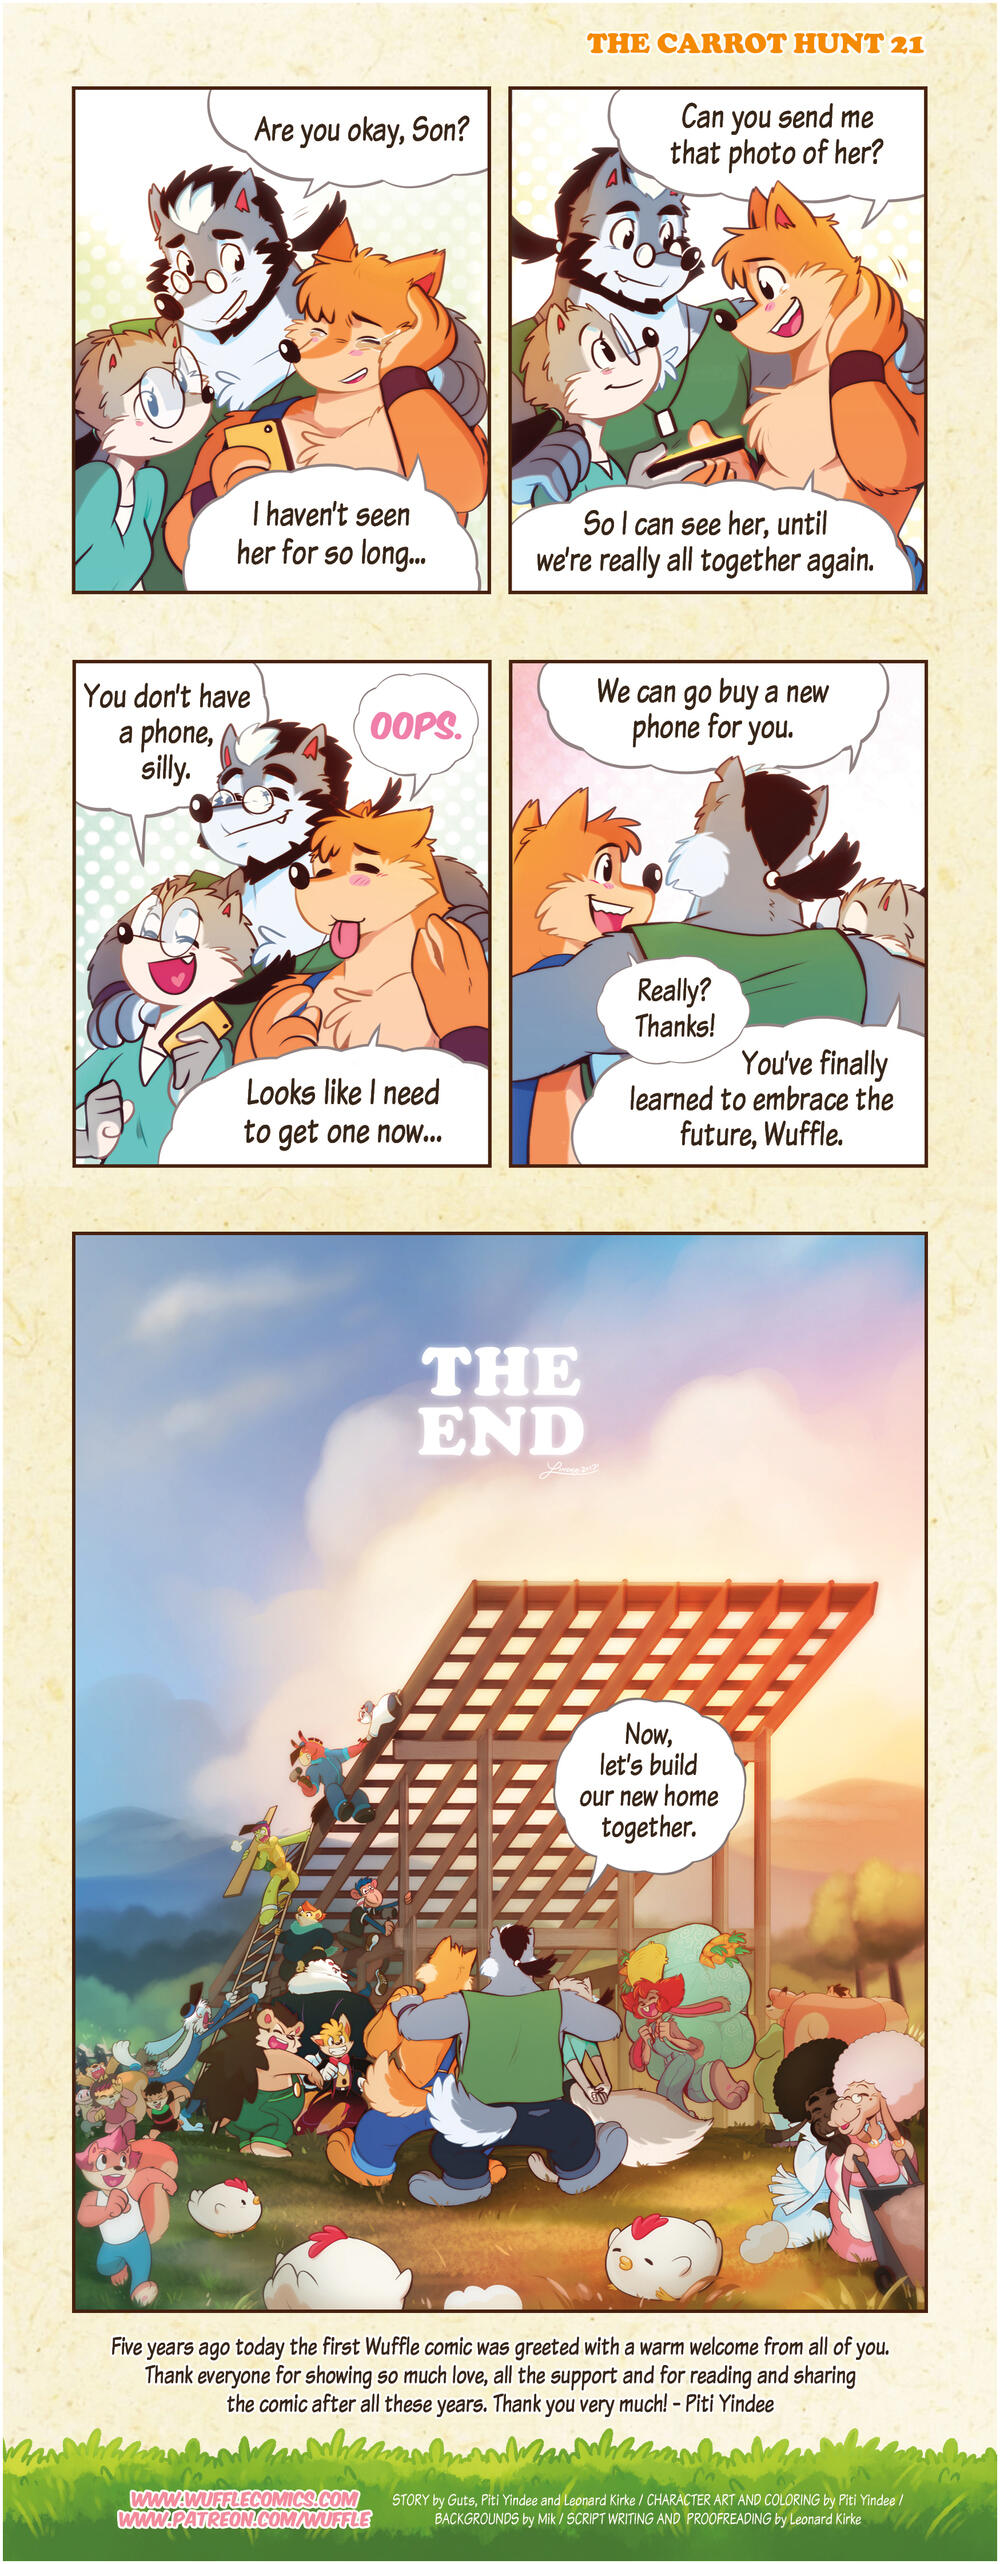 THE CARROT HUNT 21
Are you okay, Son?
I haven't seen
her for so long...
Can you send me
that photo of her?
So I can see her, until
we're really all together again.
You don't have
a phone,
silly.
OOPS.
Looks like I need
to get one now...
We can go buy a new
phone for you.
Really?
Thanks!
You've finally
learned to embrace the
future, Wuffle.
THE
END
Now,
let's build
our new home
together.
Five years ago today the first Wuffle comic was greeted with a warm welcome from all of you.
Thank everyone for showing so much love, all the support and for reading and sharing
the comic after all these years. Thank you very much! - Piti Yindee
WWW.WUFFLECOMICS.COM
WWW.PATREON.COM/WUFFLE
STORY by Guts, Piti Yindee and Leonard Kirke / CHARACTER ART AND COLORING by Piti Yindee /
BACKGROUNDS by Mik / SCRIPT WRITING AND PROOFREADING by Leonard Kirke